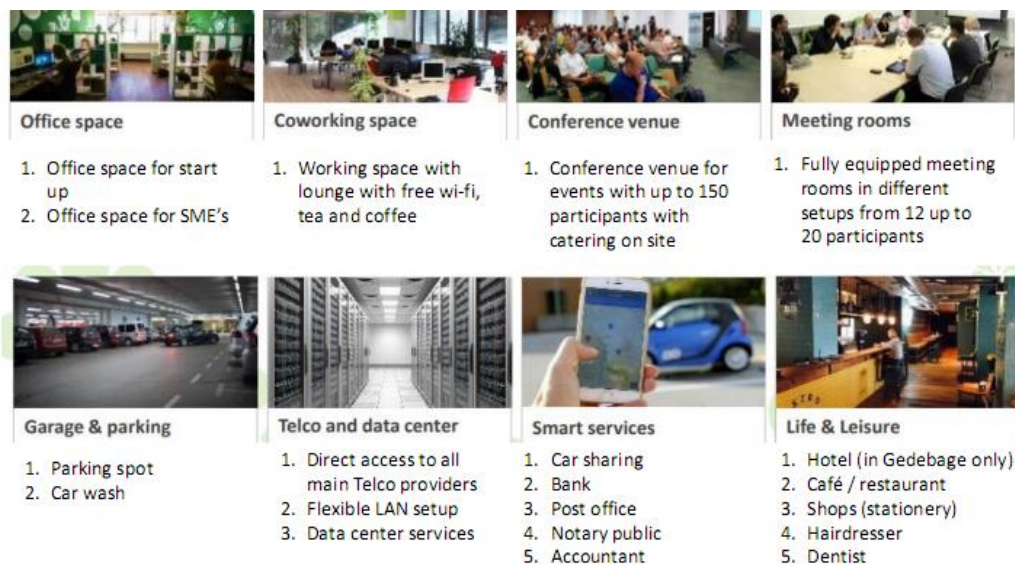 Office space
1. Office space for start
up
2. Office space for SME's
Coworking space
1. Working space with
lounge with free wi-fi,
tea and coffee
Conference venue
1. Conference venue for
events with up to 150
participants with
catering on site
Meeting rooms
1. Fully equipped meeting
rooms in different
setups from 12 up to
20 participants
Garage & parking
1. Parking spot
2. Car wash
Telco and data center
1. Direct access to all
main Telco providers
2. Flexible LAN setup
3. Data center services
Smart services
1. Car sharing
2. Bank
3. Post office
4. Notary public
5. Accountant
Life & Leisure
1. Hotel (in Gedebage only)
2. Café / restaurant
3. Shops (stationery)
4. Hairdresser
5. Dentist